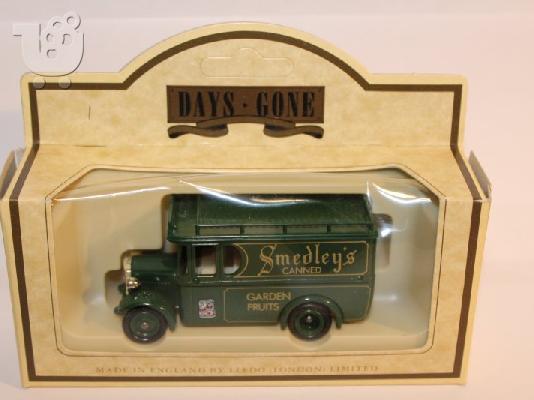 DAYS · GONE
Smedley's
CANNED
GARDEN
FRUITS
MADE IN ENGLAND BY LLEDO (LONDON) LIMITED